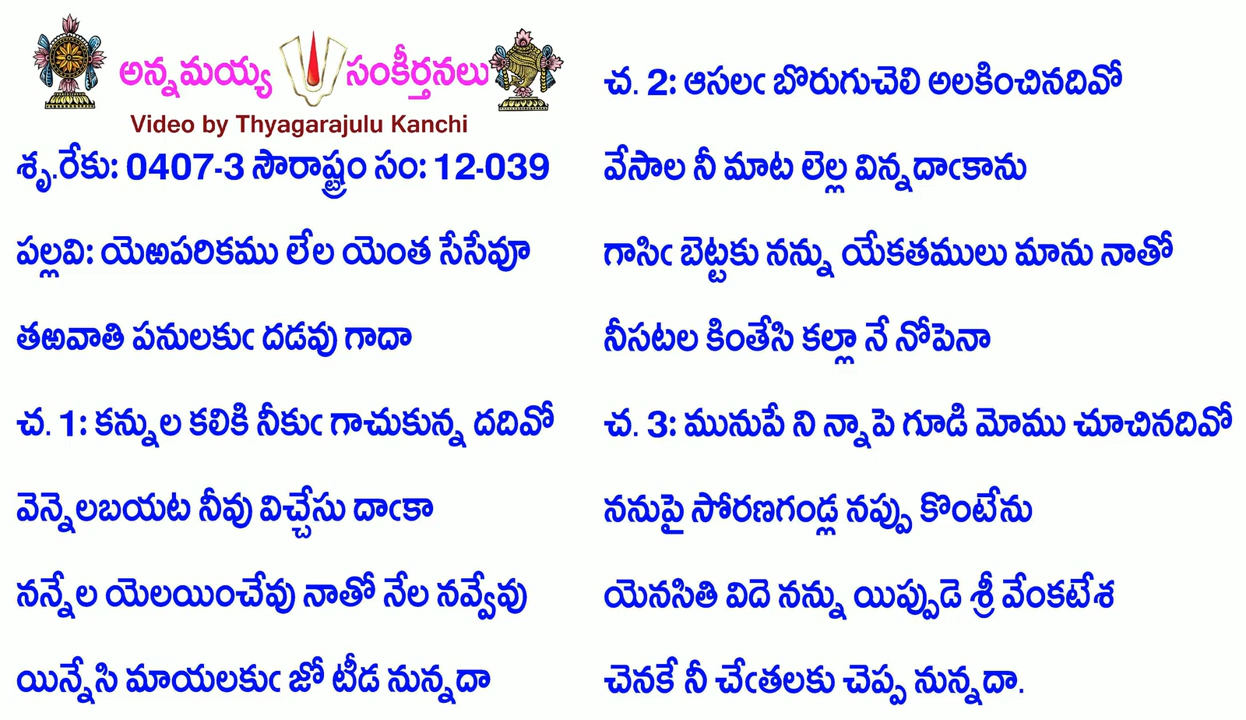 అన్నమయ్య సంకీర్తనలు
Video by Thyagarajulu Kanchi
శృ.రేకు: 0407-3 సౌరాష్ట్రం సం: 12-039
పల్లవి: యెఱపరికము లేల యెంత సేసేవూ
తఱవాతి పనులకుఁ దడవు గాదా
చ. 1: కన్నుల కలికి నీకుఁ గాచుకున్న దదివో
వెన్నెలబయట నీవు విచ్చేసు దాఁకా
నన్నేల యెలయించేవు నాతో నేల నవ్వేవు
యిన్నేసి మాయలకుఁ జో టీడ నున్నదా
చ. 2: ఆసలఁ బొరుగుచెలి అలకించినదివో
వేసాల నీ మాట లెల్ల విన్నదాఁకాను
గాసిఁ బెట్టకు నన్ను యేకతములు మాను నాతో
నీసటల కింతేసి కల్లా నే నోపెనా
చ. 3: మునుపే ని న్నాపె గూడి మోము చూచినదివో
ననుపై సోరణగండ్ల నప్పు కొంటేను
యెనసితి విదె నన్ను యిప్పుడె శ్రీ వేంకటేశ
చెనకే నీ చేఁతలకు చెప్ప నున్నదా.